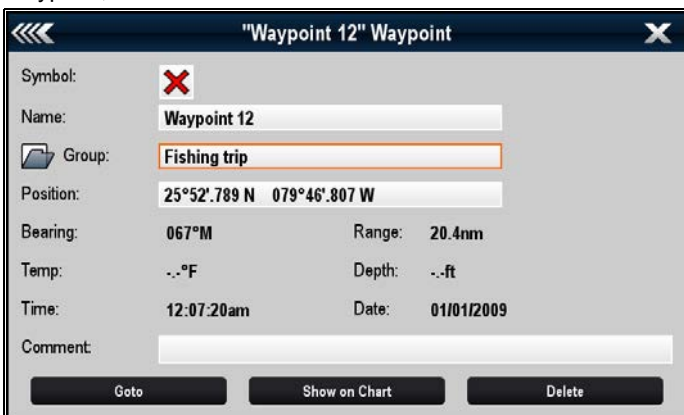 "Waypoint 12" Waypoint
Symbol:
Name: Waypoint 12
Group: Fishing trip
Position: 25°52'.789 N 079°46'.807 W
Bearing: 067°M Range: 20.4nm
Temp: -.-°F Depth: -.-ft
Time: 12:07:20am Date: 01/01/2009
Comment:
Goto Show on Chart Delete